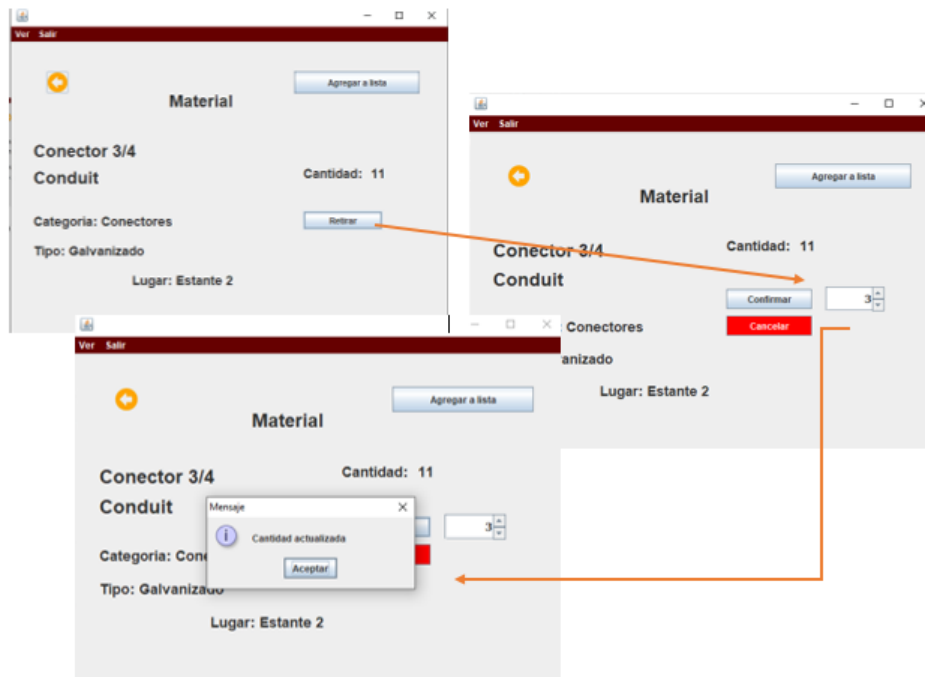 Ver Salir
Agregar a lista
Material
Conector 3/4
Conduit
Cantidad: 11
Categoria: Conectores
Retirar
Tipo: Galvanizado
Lugar: Estante 2
Ver Salir
Agregar a lista
Material
Conector 3/4
Conduit
Cantidad: 11
Confirmar
3
Conectores
Cancelar
anizado
Lugar: Estante 2
Ver Salir
Agregar a lista
Material
Conector 3/4
Conduit
Cantidad: 11
Mensaje
Cantidad actualizada
Aceptar
3
Categoria: Cone
Tipo: Galvanizado
Lugar: Estante 2